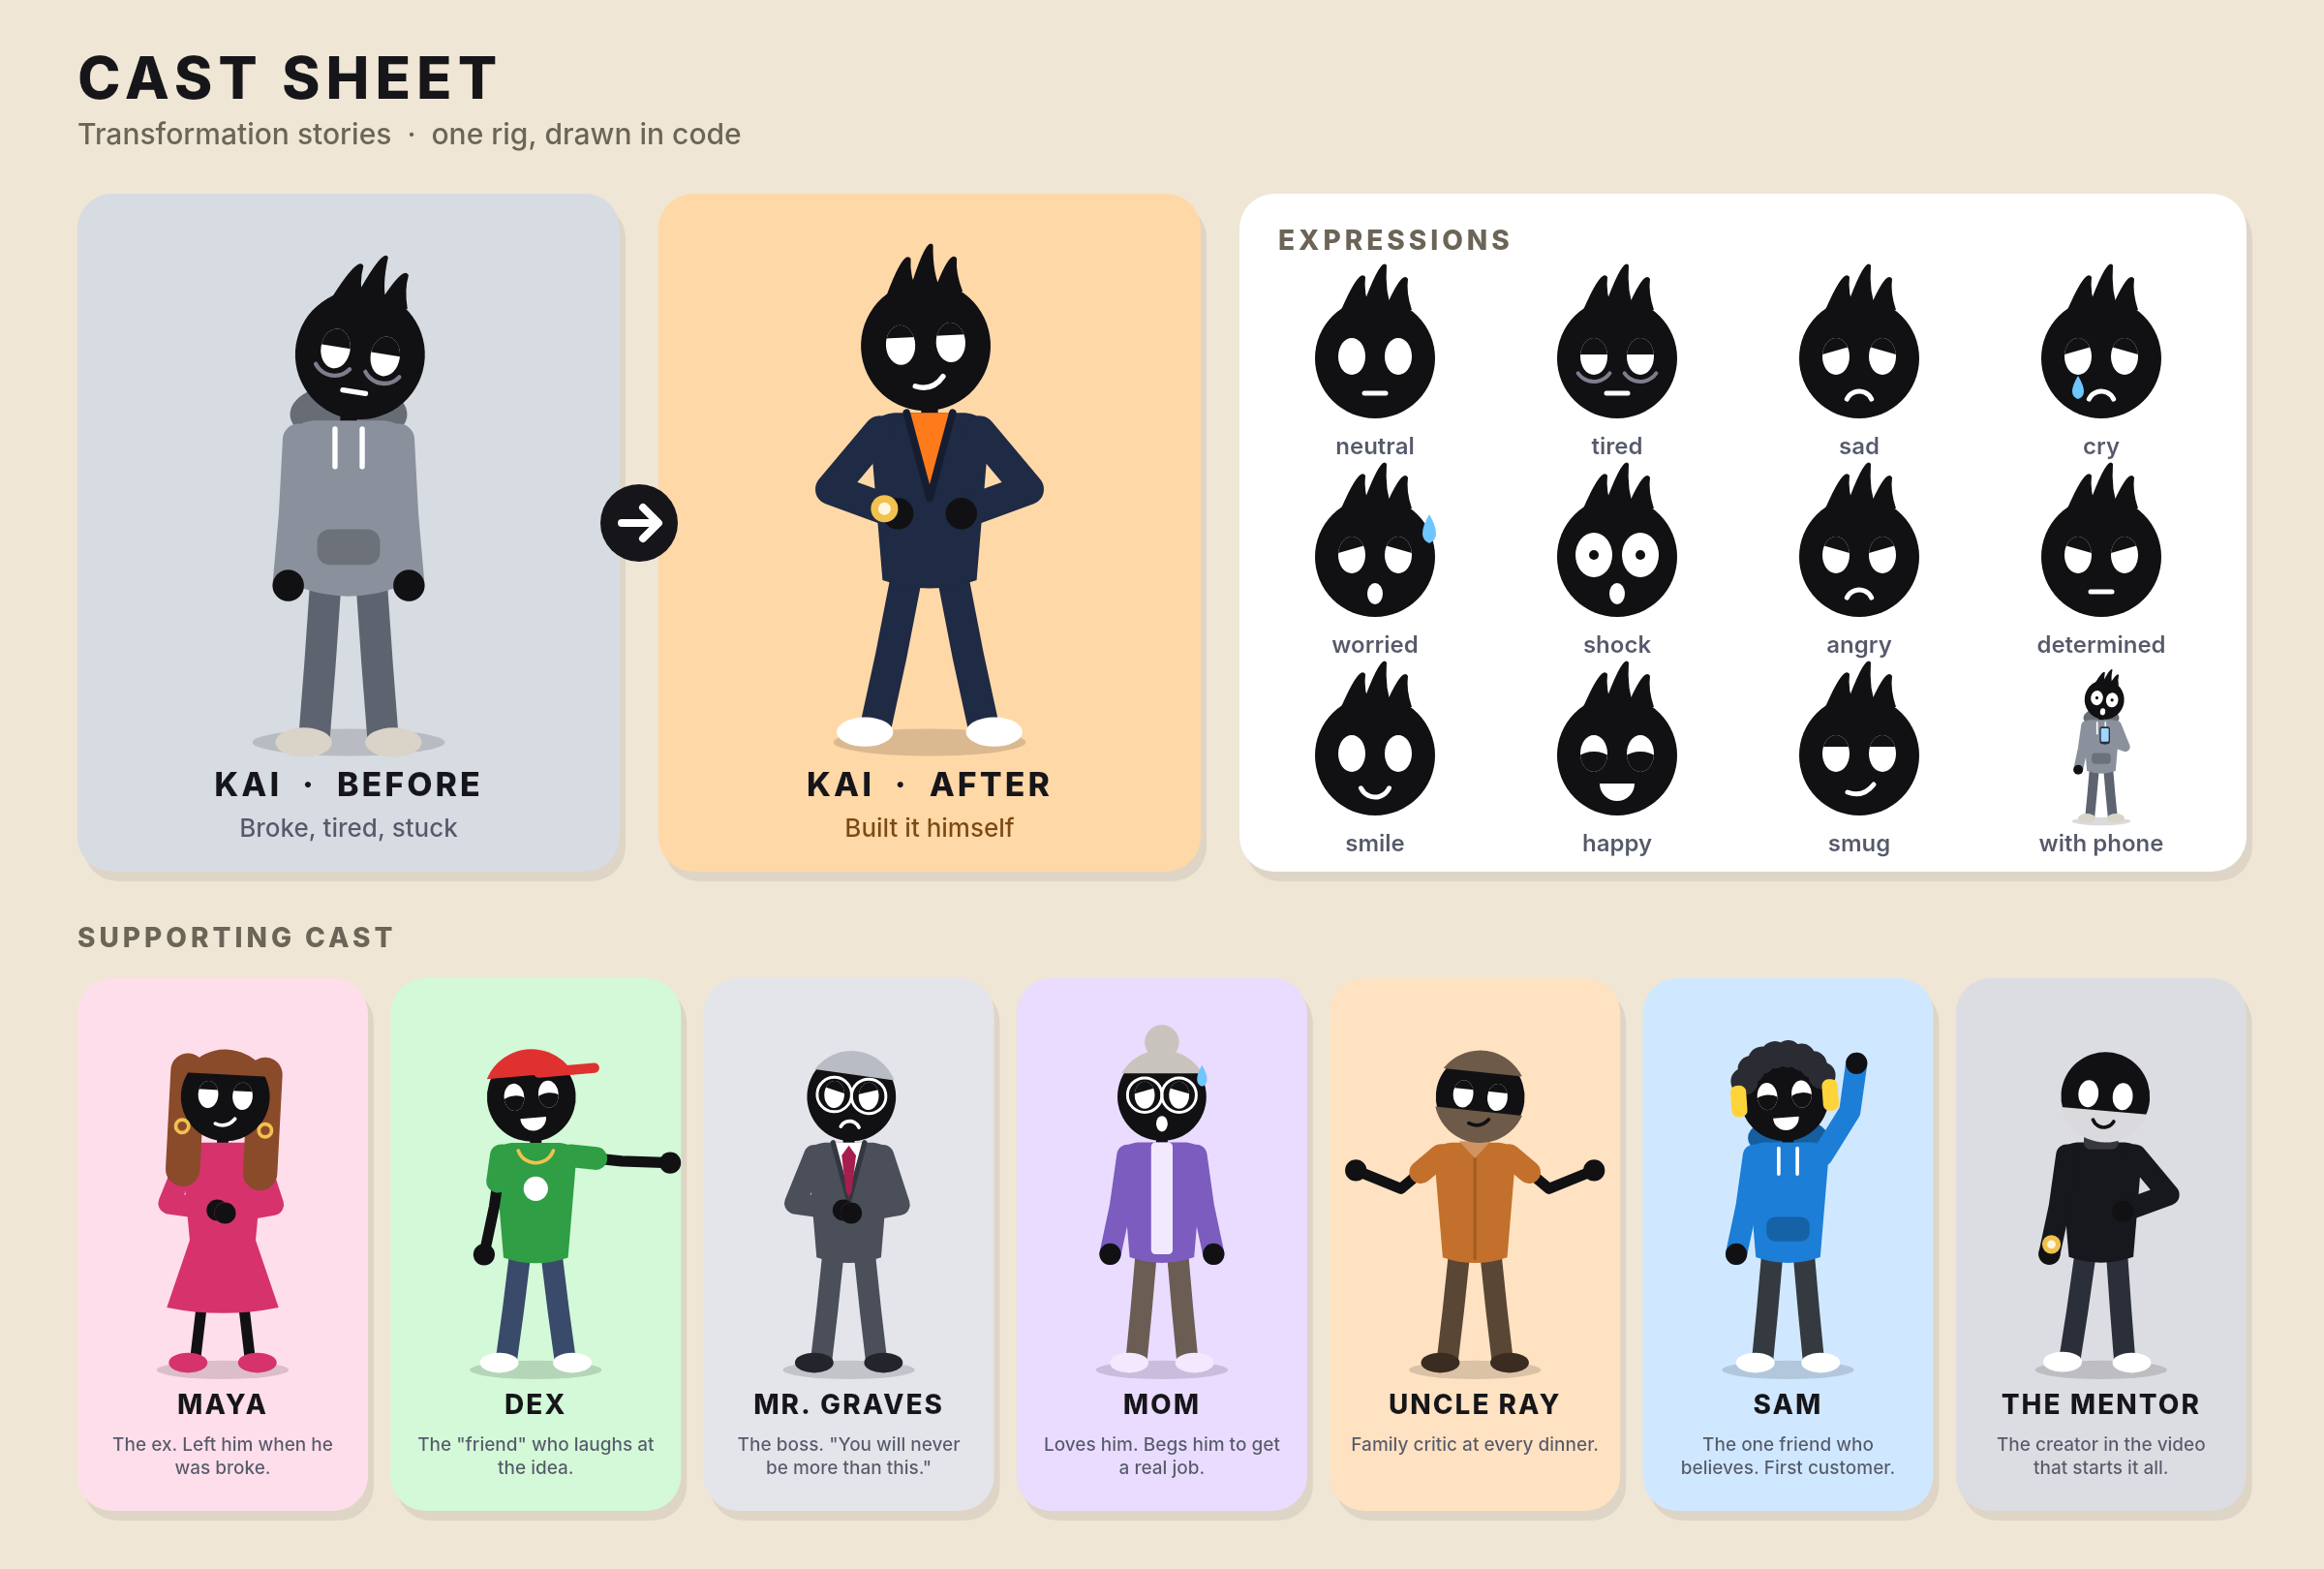 CAST SHEET
Transformation stories · one rig, drawn in code
KAI · BEFORE
Broke, tired, stuck
KAI · AFTER
Built it himself
EXPRESSIONS
neutral
tired
sad
cry
worried
shock
angry
determined
smile
happy
smug
with phone
SUPPORTING CAST
MAYA
The ex. Left him when he
was broke.
DEX
The "friend" who laughs at
the idea.
MR. GRAVES
The boss. "You will never
be more than this."
MOM
Loves him. Begs him to get
a real job.
UNCLE RAY
Family critic at every dinner.
SAM
The one friend who
believes. First customer.
THE MENTOR
The creator in the video
that starts it all.